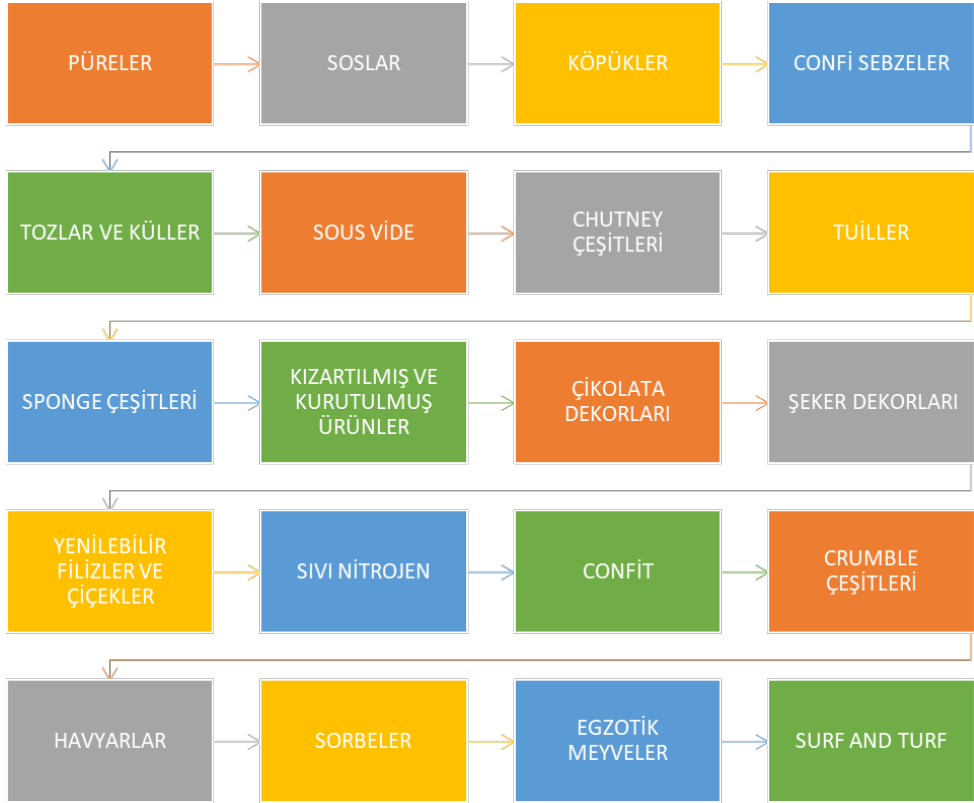 PÜRELER
SOSLAR
KÖPÜKLER
CONFİ SEBZELER
TOZLAR VE KÜLLER
SOUS VİDE
CHUTNEY
ÇEŞİTLERİ
TUİLLER
SPONGE ÇEŞİTLERİ
KIZARTILMIŞ VE
KURUTULMUŞ
ÜRÜNLER
ÇİKOLATA
DEKORLARI
ŞEKER DEKORLARI
YENİLEBİLİR
FİLİZLER VE
ÇİÇEKLER
SIVI NİTROJEN
CONFİT
CRUMBLE
ÇEŞİTLERİ
HAVYARLAR
SORBELER
EGZOTİK
MEYVELER
SURF AND TURF